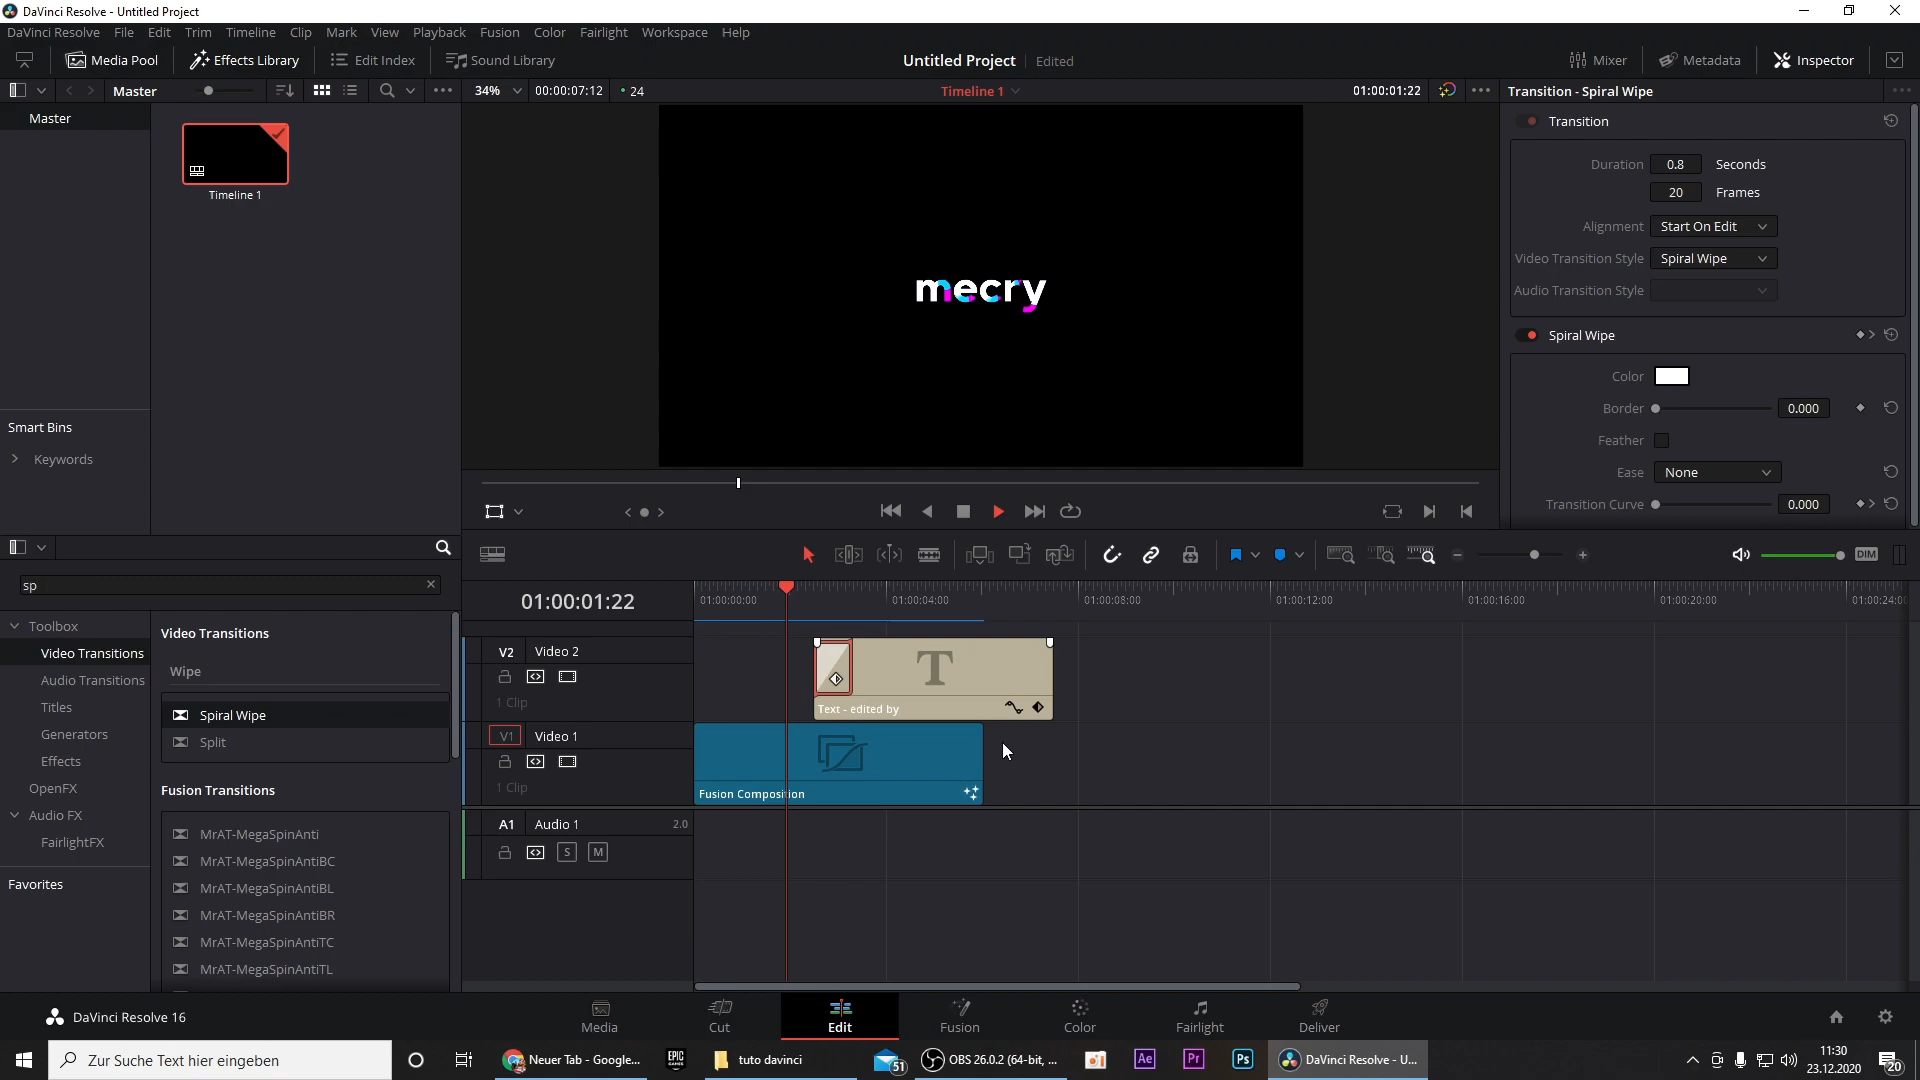 DaVinci Resolve - Untitled Project
DaVinci Resolve File Edit Trim Timeline Clip Mark View Playback Fusion Color Fairlight Workspace Help
Media Pool Effects Library Edit Index Sound Library Untitled Project Edited Mixer Metadata Inspector
Master 34% 00:00:07:12 24 Timeline 1 01:00:01:22 Transition - Spiral Wipe
Master
Timeline 1
Smart Bins
Keywords
mecry
Transition
Duration 0.8 Seconds
20 Frames
Alignment Start On Edit
Video Transition Style Spiral Wipe
Audio Transition Style
Spiral Wipe
Color
Border 0.000
Feather
Ease None
Transition Curve 0.000
DIM
sp
Toolbox
Video Transitions
Audio Transitions
Titles
Generators
Effects
OpenFX
Audio FX
FairlightFX
Favorites
Video Transitions
Wipe
Spiral Wipe
Split
Fusion Transitions
MrAT-MegaSpinAnti
MrAT-MegaSpinAntiBC
MrAT-MegaSpinAntiBL
MrAT-MegaSpinAntiBR
MrAT-MegaSpinAntiTC
MrAT-MegaSpinAntiTL
01:00:01:22
01:00:00:00 01:00:04:00 01:00:08:00 01:00:12:00 01:00:16:00 01:00:20:00 01:00:24:00
V2 Video 2
1 Clip
T
Text - edited by
V1 Video 1
1 Clip
Fusion Composition
A1 Audio 1 2.0
S M
DaVinci Resolve 16
Media Cut Edit Fusion Color Fairlight Deliver
Zur Suche Text hier eingeben
Neuer Tab - Google...
EPIC
GAMES
tuto davinci
51
OBS 26.0.2 (64-bit, ...
Ae
Pr
Ps
DaVinci Resolve - U...
11:30
23.12.2020
20